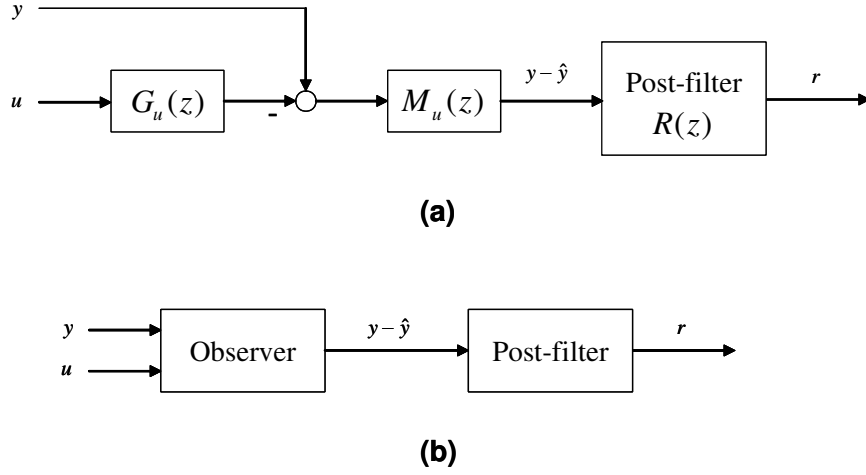 y
u
G_u(z)
-
M_u(z)
y − ŷ
Post-filter
R(z)
r
(a)
y
u
Observer
y − ŷ
Post-filter
r
(b)